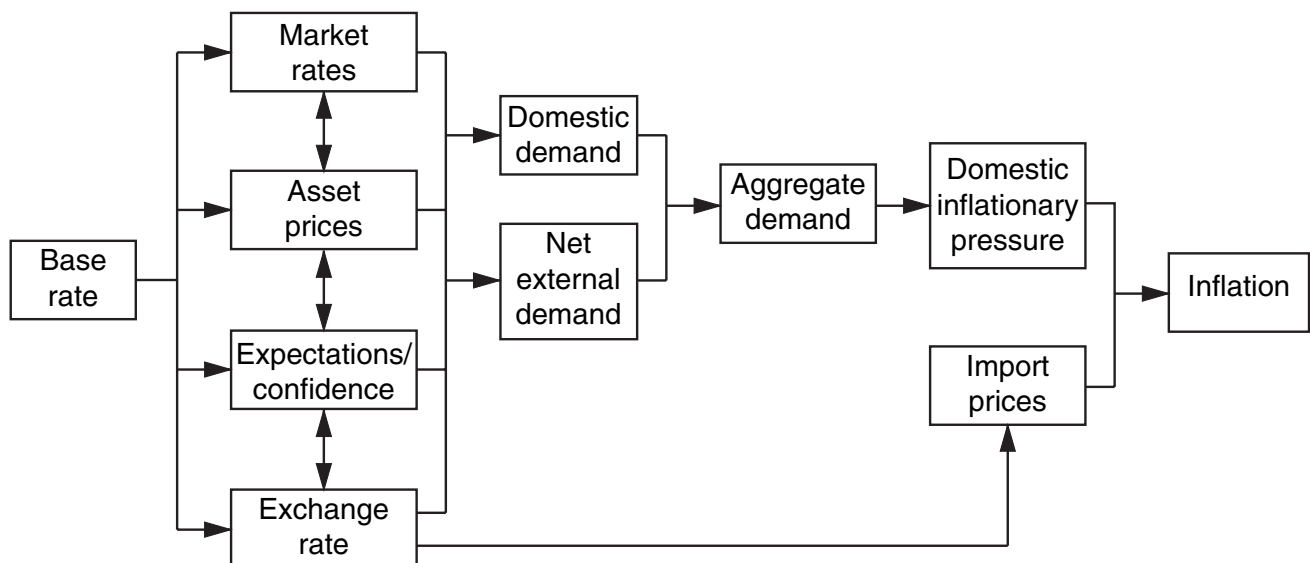 Market
rates
Asset
prices
Base
rate
Expectations/
confidence
Exchange
rate
Domestic
demand
Net
external
demand
Aggregate
demand
Domestic
inflationary
pressure
Import
prices
Inflation